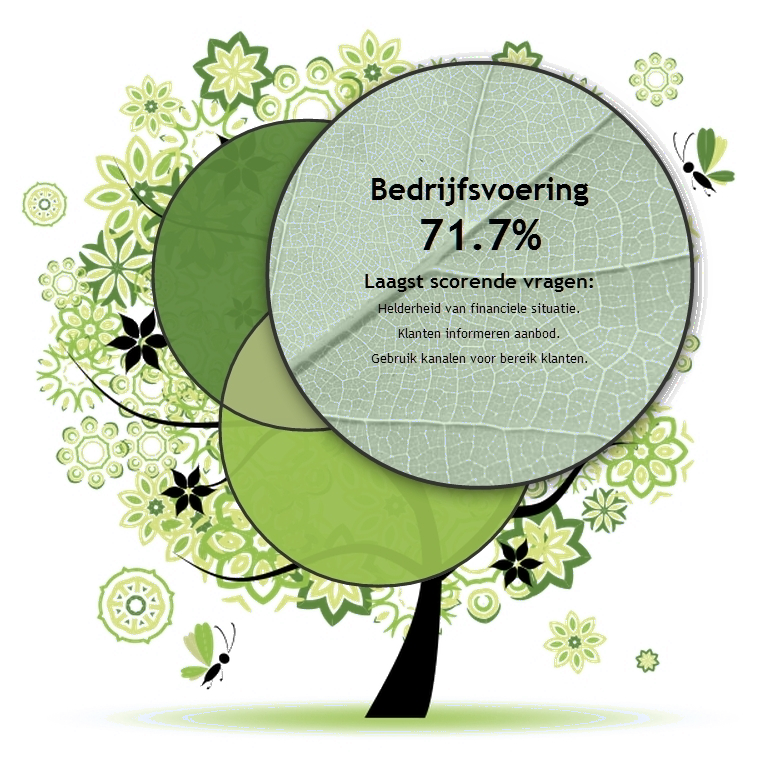 Bedrijfsvoering
71.7%
Laagst scorende vragen:
Helderheid van financiele situatie.
Klanten informeren aanbod.
Gebruik kanalen voor bereik klanten.